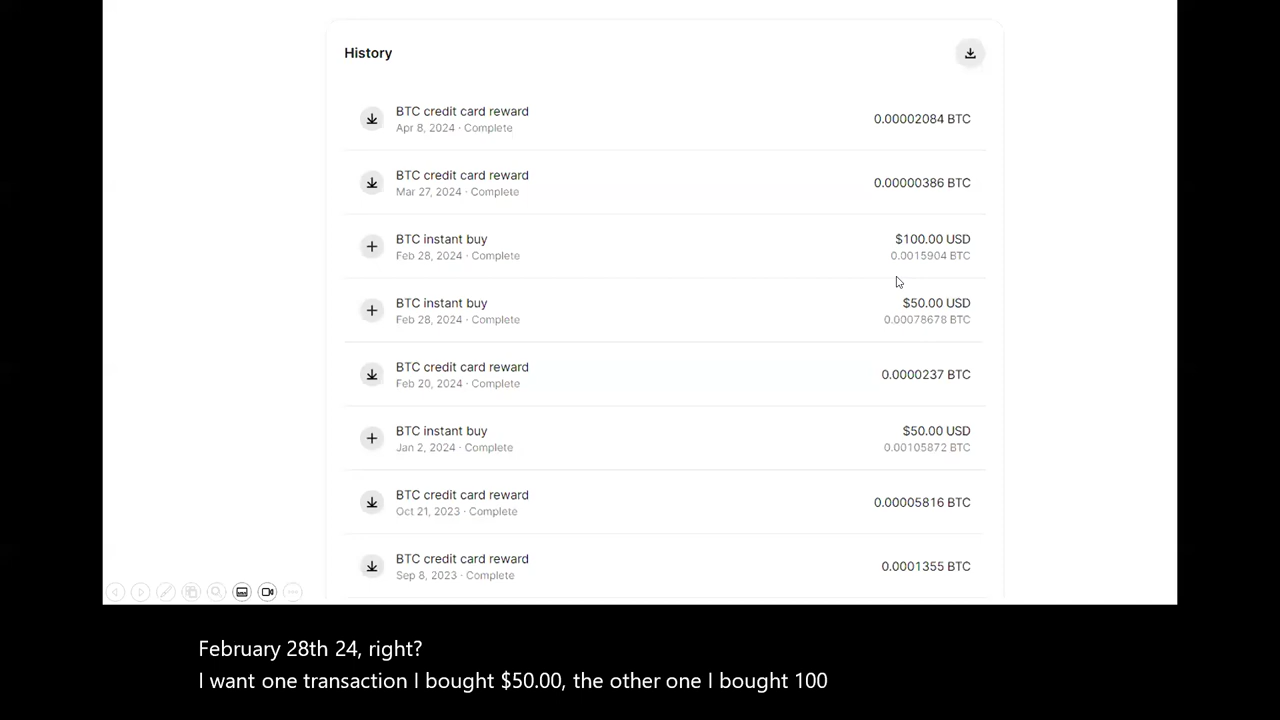 History
BTC credit card reward
Apr 8, 2024 · Complete
0.00002084 BTC
BTC credit card reward
Mar 27, 2024 · Complete
0.00000386 BTC
BTC instant buy
Feb 28, 2024 · Complete
$100.00 USD
0.0015904 BTC
BTC instant buy
Feb 28, 2024 · Complete
$50.00 USD
0.00078678 BTC
BTC credit card reward
Feb 20, 2024 · Complete
0.0000237 BTC
BTC instant buy
Jan 2, 2024 · Complete
$50.00 USD
0.00105872 BTC
BTC credit card reward
Oct 21, 2023 · Complete
0.00005816 BTC
BTC credit card reward
Sep 8, 2023 · Complete
0.0001355 BTC
February 28th 24, right?
I want one transaction I bought $50.00, the other one I bought 100